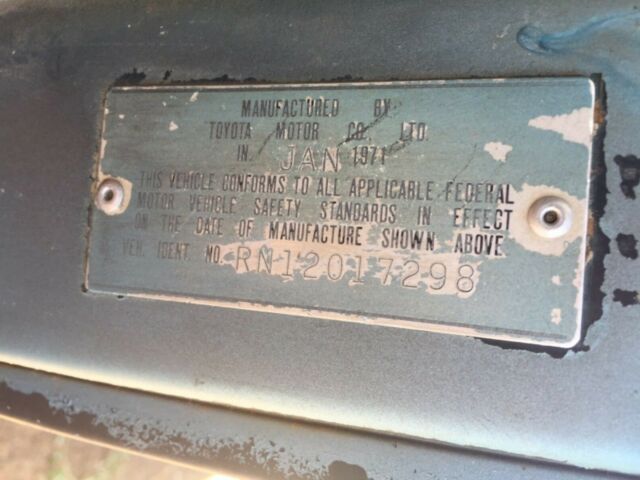 MANUFACTURED BY
TOYOTA MOTOR CO., LTD.
IN JAN 1971
THIS VEHICLE CONFORMS TO ALL APPLICABLE FEDERAL
MOTOR VEHICLE SAFETY STANDARDS IN EFFECT
ON THE DATE OF MANUFACTURE SHOWN ABOVE
VEH. IDENT. NO. RN12017298